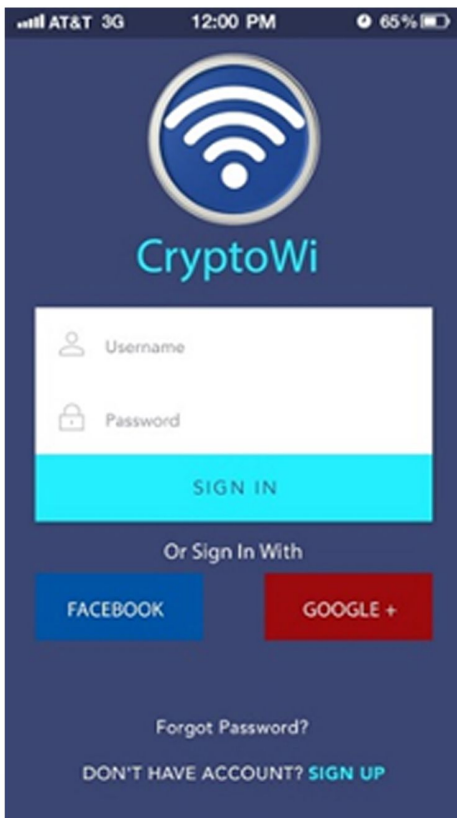 AT&T 3G 12:00 PM 65%
CryptoWi
Username
Password
SIGN IN
Or Sign In With
FACEBOOK GOOGLE +
Forgot Password?
DON'T HAVE ACCOUNT? SIGN UP